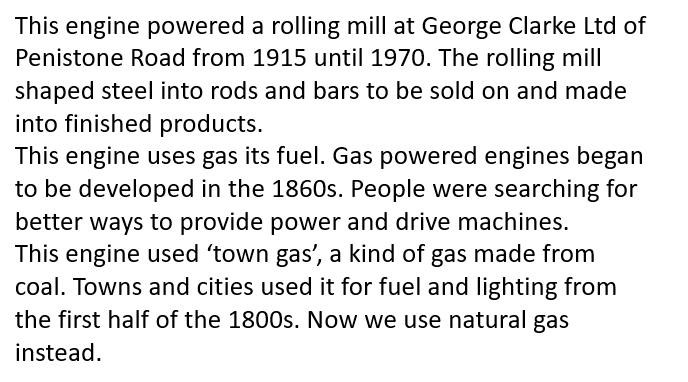 This engine powered a rolling mill at George Clarke Ltd of
Penistone Road from 1915 until 1970. The rolling mill
shaped steel into rods and bars to be sold on and made
into finished products.
This engine uses gas its fuel. Gas powered engines began
to be developed in the 1860s. People were searching for
better ways to provide power and drive machines.
This engine used ‘town gas’, a kind of gas made from
coal. Towns and cities used it for fuel and lighting from
the first half of the 1800s. Now we use natural gas
instead.